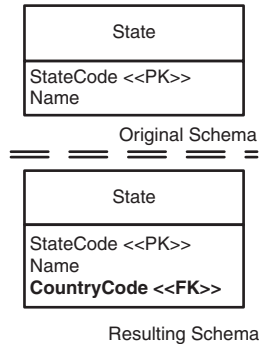 State
StateCode <<PK>>
Name
Original Schema
State
StateCode <<PK>>
Name
CountryCode <<FK>>
Resulting Schema